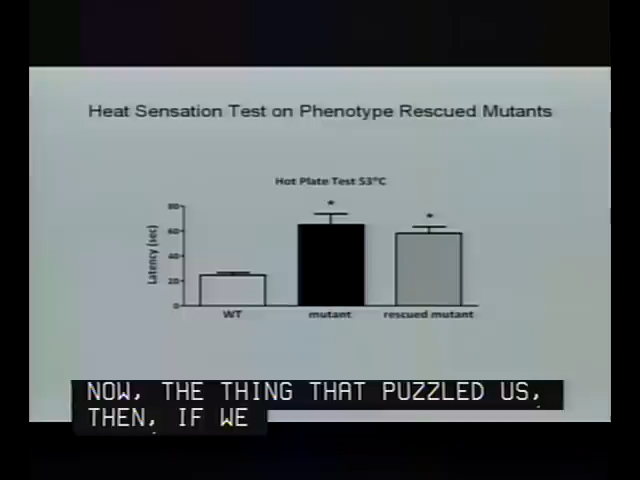 Heat Sensation Test on Phenotype Rescued Mutants
Hot Plate Test 53°C
Latency (sec)
80
60
40
20
0
*
*
WT
mutant
rescued mutant
NOW, THE THING THAT PUZZLED US,
THEN, IF WE